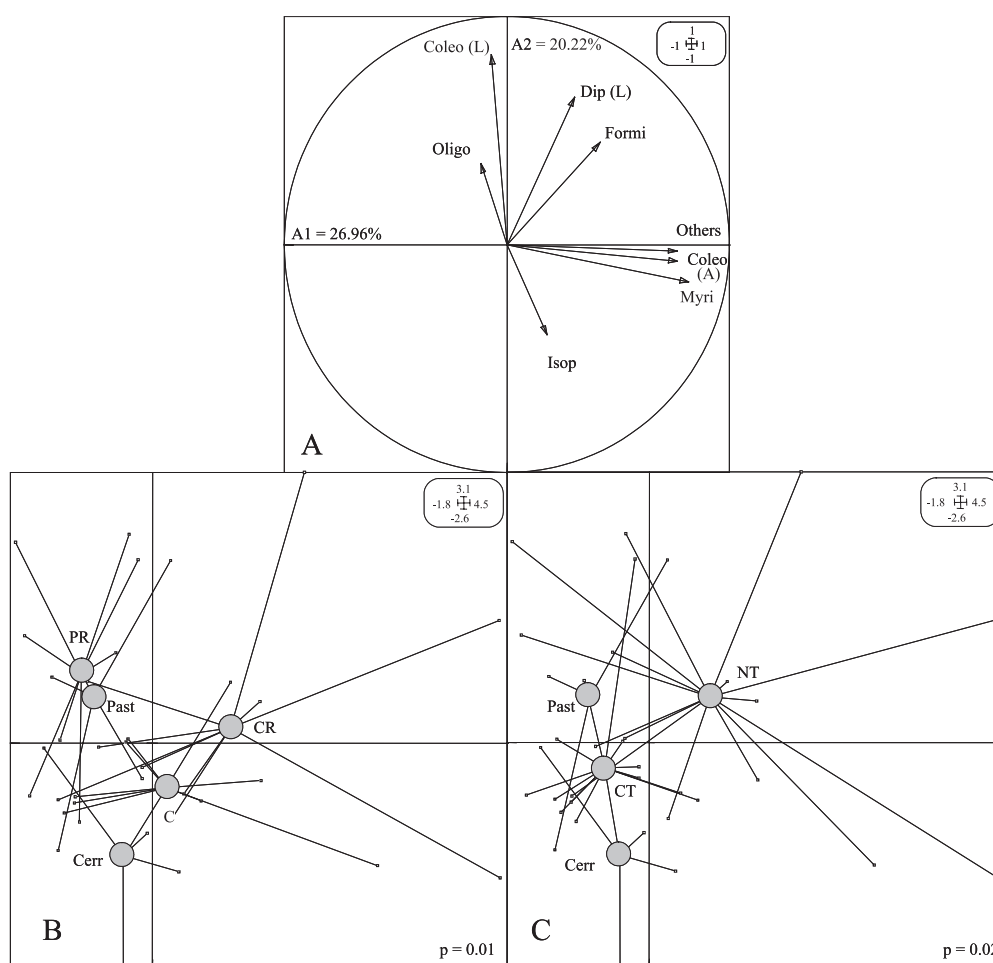 Coleo (L)
A2 = 20.22%
1
-1 1
-1
Dip (L)
Formi
Oligo
A1 = 26.96%
Others
Coleo
(A)
Myri
Isop
A
3.1
-1.8 4.5
-2.6
PR
Past
CR
C
Cerr
B
p = 0.01
3.1
-1.8 4.5
-2.6
NT
Past
CT
Cerr
C
p = 0.02